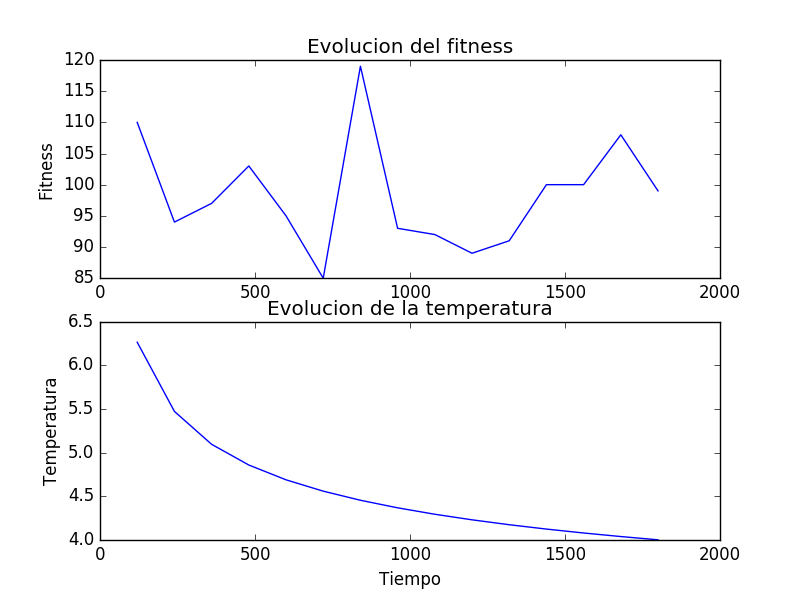 Evolucion del fitness
120
115
110
105
100
95
90
85
Fitness
0 500 1000 1500 2000
Evolucion de la temperatura
6.5
6.0
5.5
5.0
4.5
4.0
Temperatura
0 500 1000 1500 2000
Tiempo